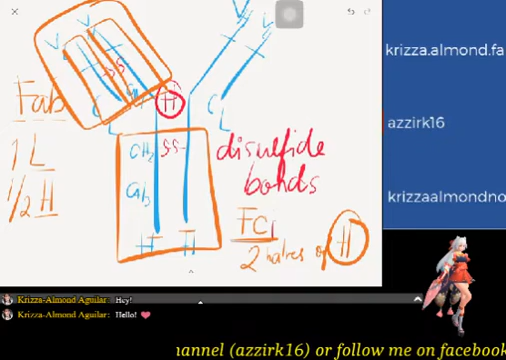 V
V
V
V
L
H
SS
Fab
H
C
L
L
1 L
CH2
SS
disulfide
bonds
1/2 H
CH3
FC
2 halves of H
H
H
krizza.almond.fa
azzirk16
krizzaalmondno
Krizza-Almond Aguilar: Hey!
Krizza-Almond Aguilar: Hello! ❤
annel (azzirk16) or follow me on facebook